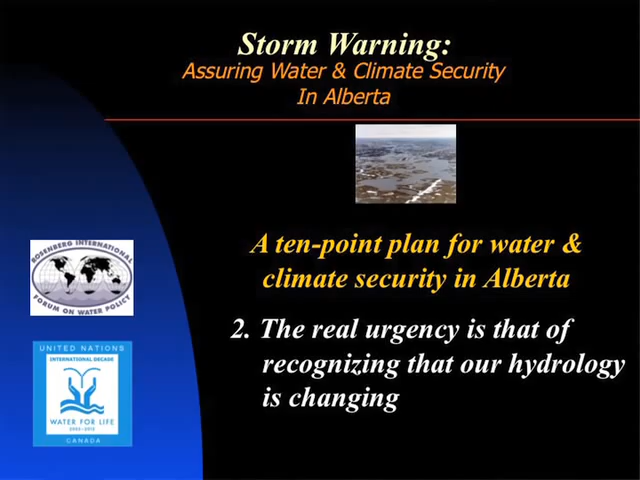 Storm Warning:
Assuring Water & Climate Security
In Alberta
A ten-point plan for water &
climate security in Alberta
2. The real urgency is that of
recognizing that our hydrology
is changing
ROSENBERG INTERNATIONAL
FORUM ON WATER POLICY
UNITED NATIONS
INTERNATIONAL DECADE
WATER FOR LIFE
2005-2015
CANADA